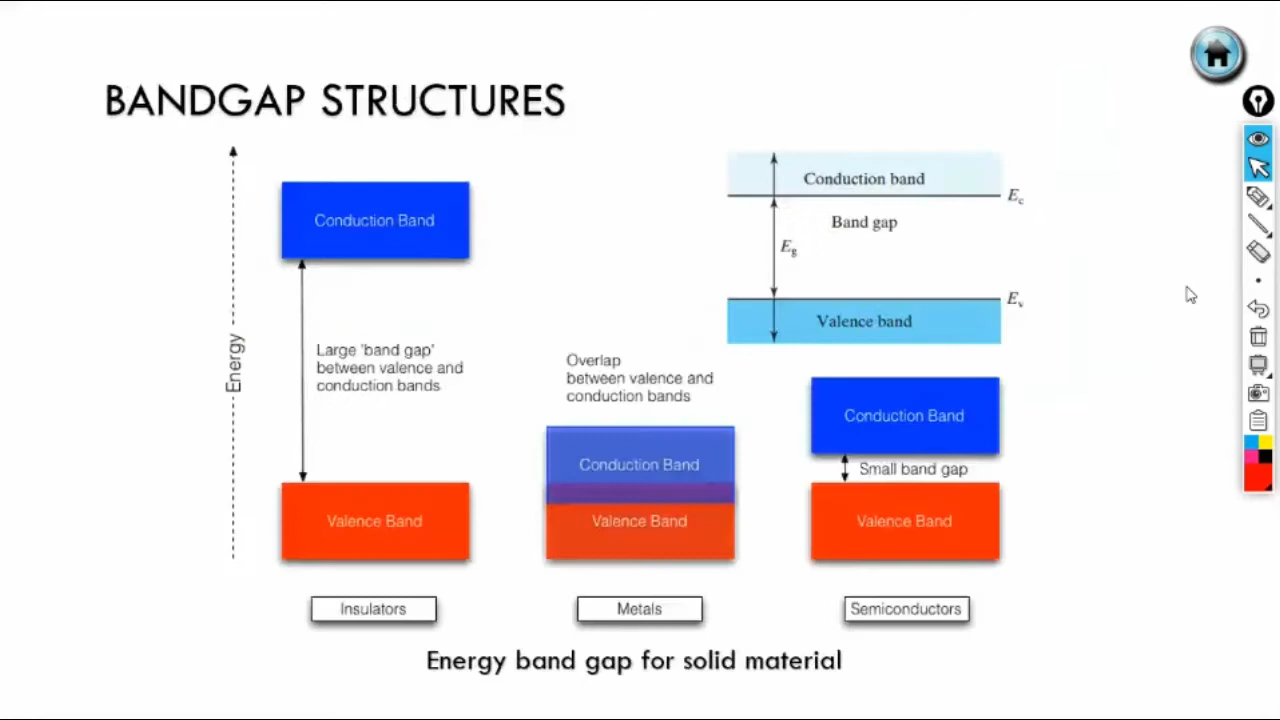 BANDGAP STRUCTURES
Energy
Conduction Band
Large 'band gap'
between valence and
conduction bands
Valence Band
Insulators
Overlap
between valence and
conduction bands
Conduction Band
Valence Band
Metals
Conduction band
Ec
Band gap
Eg
Ev
Valence band
Conduction Band
Small band gap
Valence Band
Semiconductors
Energy band gap for solid material